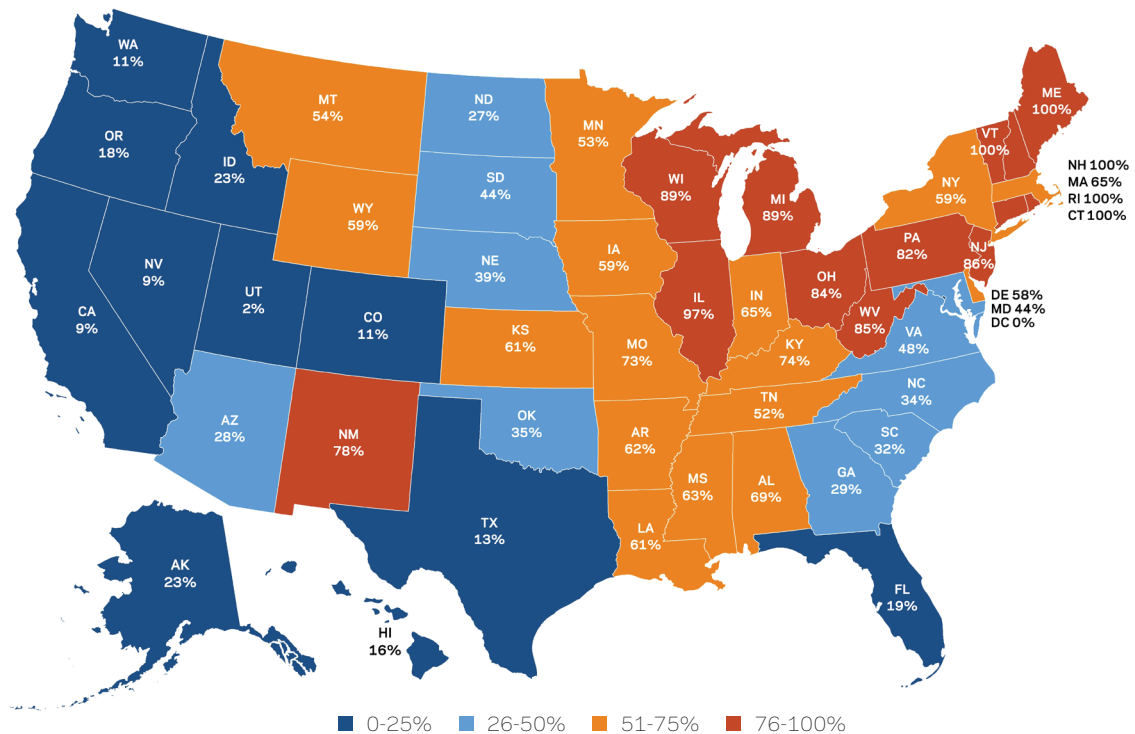 WA
11%
OR
18%
ID
23%
MT
54%
WY
59%
ND
27%
SD
44%
NE
39%
MN
53%
IA
59%
WI
89%
MI
89%
NY
59%
VT
100%
ME
100%
NH 100%
MA 65%
RI 100%
CT 100%
CA
9%
NV
9%
UT
2%
CO
11%
KS
61%
MO
73%
IL
97%
IN
65%
OH
84%
PA
82%
NJ
86%
DE 58%
MD 44%
DC 0%
WV
85%
VA
48%
KY
74%
AZ
28%
NM
78%
OK
35%
AR
62%
TN
52%
NC
34%
SC
32%
GA
29%
AL
69%
MS
63%
LA
61%
TX
13%
FL
19%
AK
23%
HI
16%
0-25%
26-50%
51-75%
76-100%